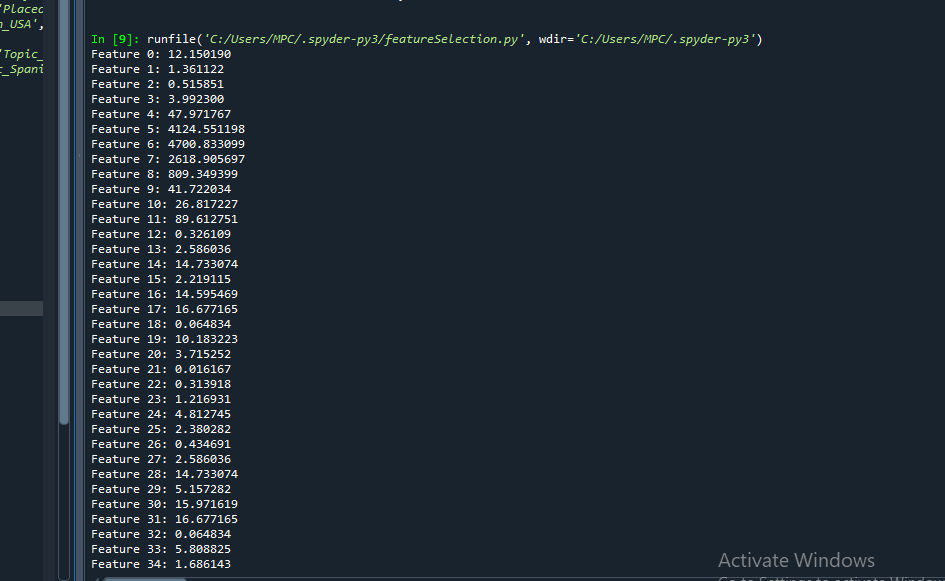 'Placed
n_USA',
'Topic_
c_Spani
In [9]: runfile('C:/Users/MPC/.spyder-py3/featureSelection.py', wdir='C:/Users/MPC/.spyder-py3')
Feature 0: 12.150190
Feature 1: 1.361122
Feature 2: 0.515851
Feature 3: 3.992300
Feature 4: 47.971767
Feature 5: 4124.551198
Feature 6: 4700.833099
Feature 7: 2618.905697
Feature 8: 809.349399
Feature 9: 41.722034
Feature 10: 26.817227
Feature 11: 89.612751
Feature 12: 0.326109
Feature 13: 2.586036
Feature 14: 14.733074
Feature 15: 2.219115
Feature 16: 14.595469
Feature 17: 16.677165
Feature 18: 0.064834
Feature 19: 10.183223
Feature 20: 3.715252
Feature 21: 0.016167
Feature 22: 0.313918
Feature 23: 1.216931
Feature 24: 4.812745
Feature 25: 2.380282
Feature 26: 0.434691
Feature 27: 2.586036
Feature 28: 14.733074
Feature 29: 5.157282
Feature 30: 15.971619
Feature 31: 16.677165
Feature 32: 0.064834
Feature 33: 5.808825
Feature 34: 1.686143
Activate Windows
Go to Settings to activate Windows